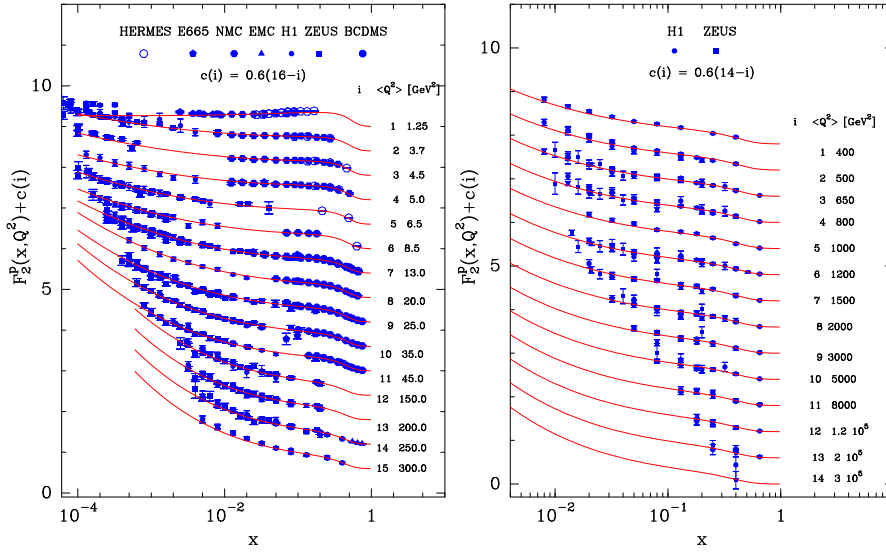 HERMES E665 NMC EMC H1 ZEUS BCDMS
c(i) = 0.6(16-i)
i <Q²> [GeV²]
1 1.25
2 3.7
3 4.5
4 5.0
5 6.5
6 8.5
7 13.0
8 20.0
9 25.0
10 35.0
11 45.0
12 150.0
13 200.0
14 250.0
15 300.0
10
5
0
F₂ᵖ(x,Q²)+c(i)
10⁻⁴
10⁻²
1
x
H1 ZEUS
c(i) = 0.6(14-i)
i <Q²> [GeV²]
1 400
2 500
3 650
4 800
5 1000
6 1200
7 1500
8 2000
9 3000
10 5000
11 8000
12 1.2 10⁵
13 2 10⁵
14 3 10⁵
10
5
0
F₂ᵖ(x,Q²)+c(i)
10⁻²
10⁻¹
1
x